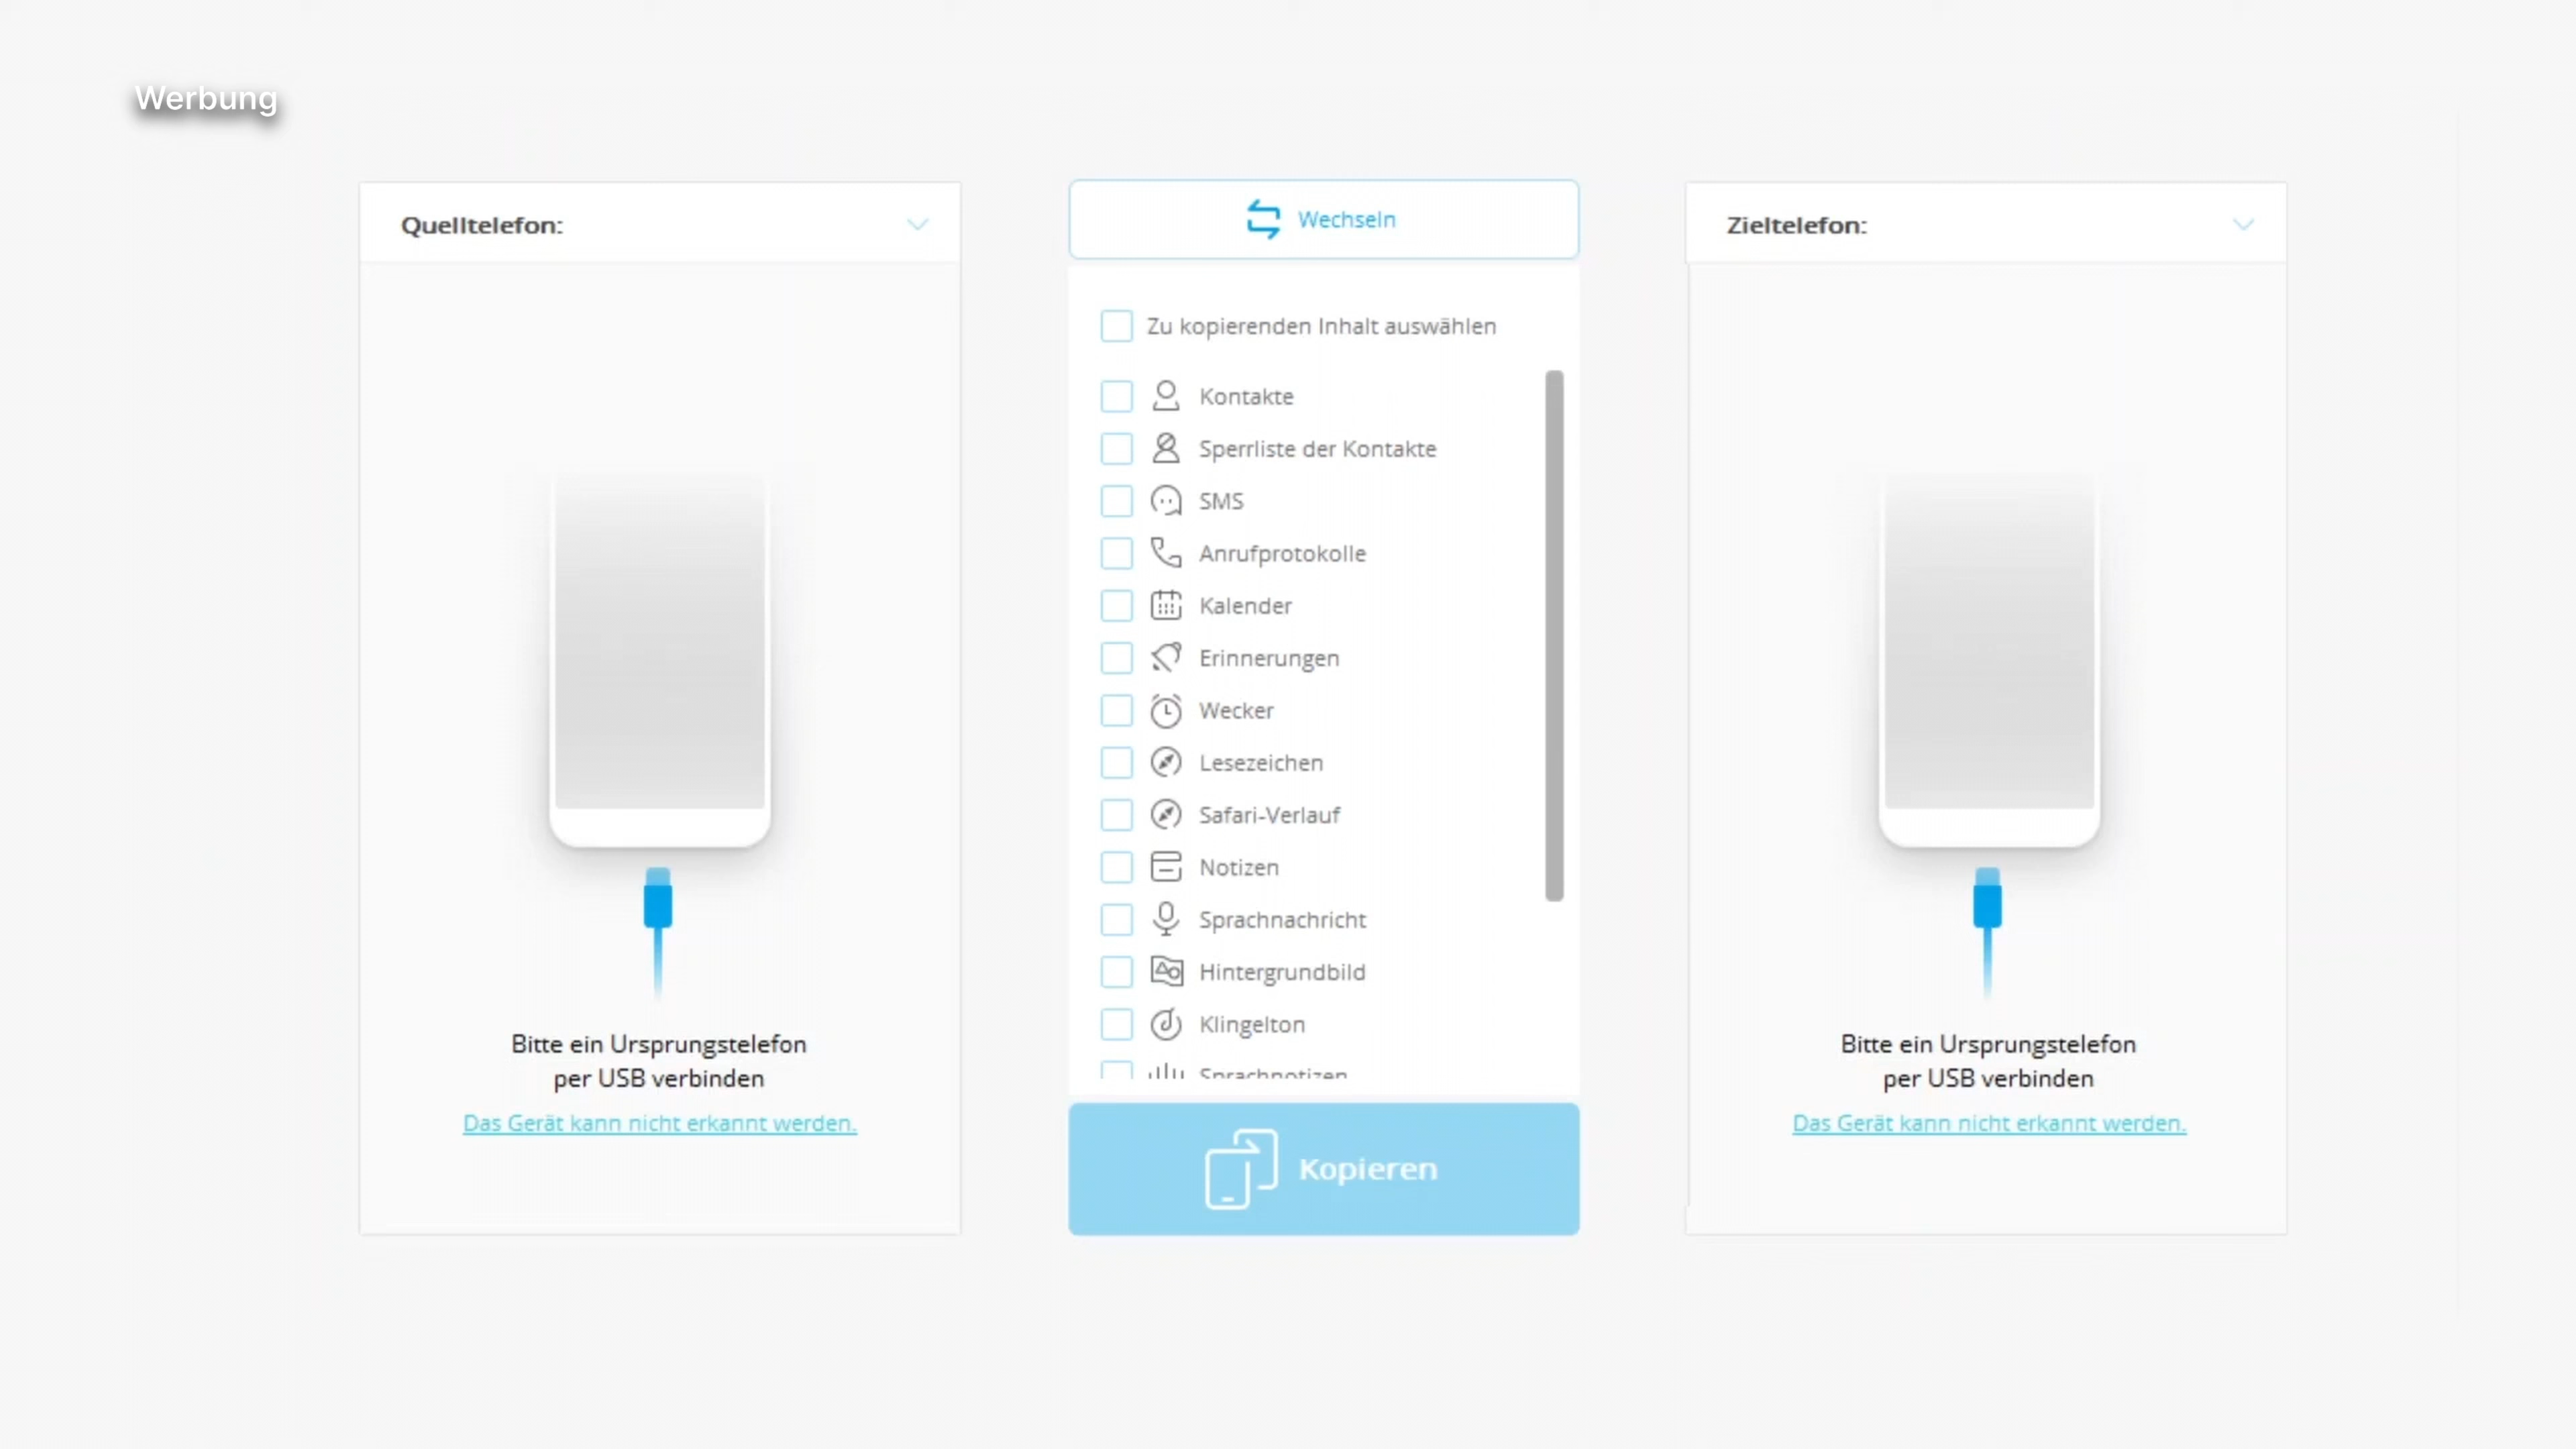 Werbung
Quelltelefon:
Bitte ein Ursprungstelefon
per USB verbinden
Das Gerät kann nicht erkannt werden.
Wechseln
Zu kopierenden Inhalt auswählen
Kontakte
Sperrliste der Kontakte
SMS
Anrufprotokolle
Kalender
Erinnerungen
Wecker
Lesezeichen
Safari-Verlauf
Notizen
Sprachnachricht
Hintergrundbild
Klingelton
Sprachnotizen
Kopieren
Zieltelefon:
Bitte ein Ursprungstelefon
per USB verbinden
Das Gerät kann nicht erkannt werden.